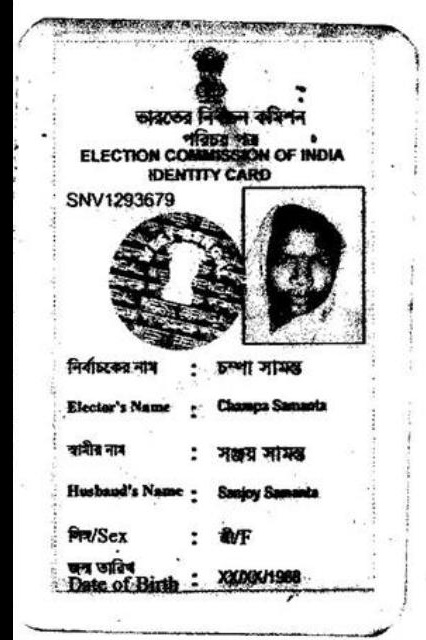 ভারতের নির্বাচন কমিশন
পরিচয় পত্র
ELECTION COMMISSION OF INDIA
IDENTITY CARD
SNV1293679
নির্বাচকের নাম : চম্পা সামন্ত
Elector's Name : Champa Samanta
স্বামীর নাম : সঞ্জয় সামন্ত
Husband's Name : Sanjoy Samanta
লিঙ্গ/Sex : স্ত্রী/F
জন্ম তারিখ
Date of Birth : XX/XX/1968